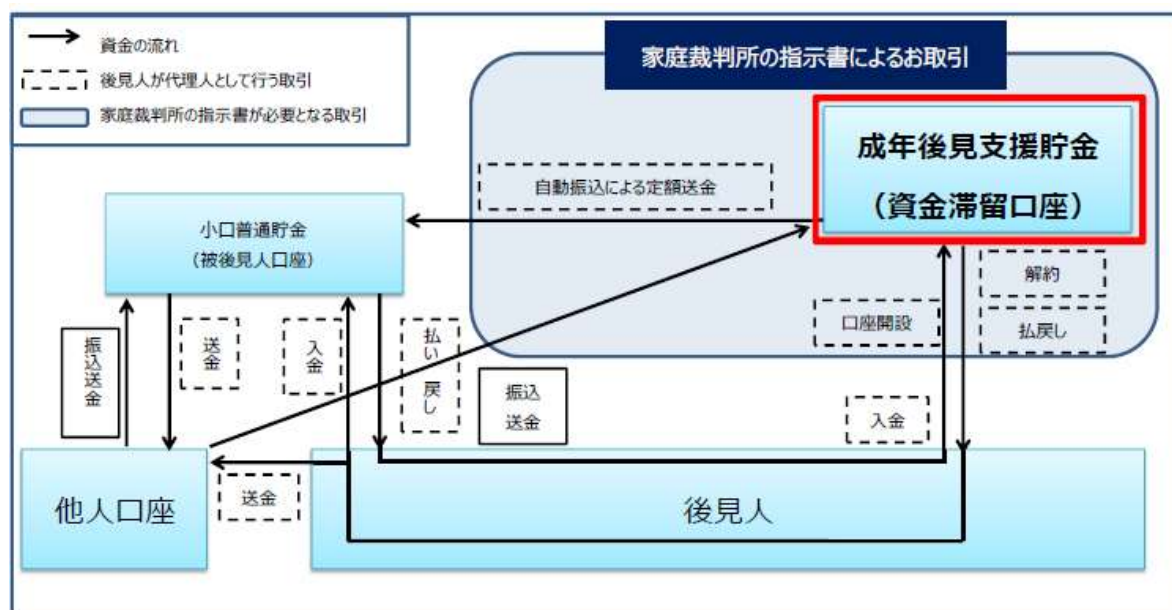 資金の流れ
後見人が代理人として行う取引
家庭裁判所の指示書が必要となる取引
家庭裁判所の指示書によるお取引
成年後見支援貯金
（資金滞留口座）
自動振込による定額送金
小口普通貯金
（被後見人口座）
解約
払戻し
口座開設
振込送金
送金
入金
払い戻し
振込
送金
入金
送金
他人口座
後見人